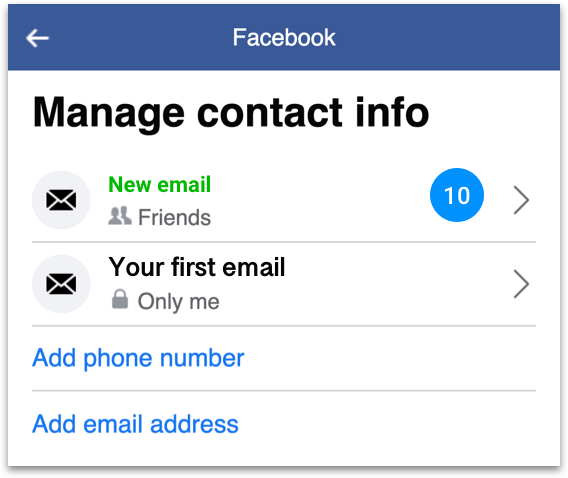 Facebook
Manage contact info
New email
10
Friends
Your first email
Only me
Add phone number
Add email address